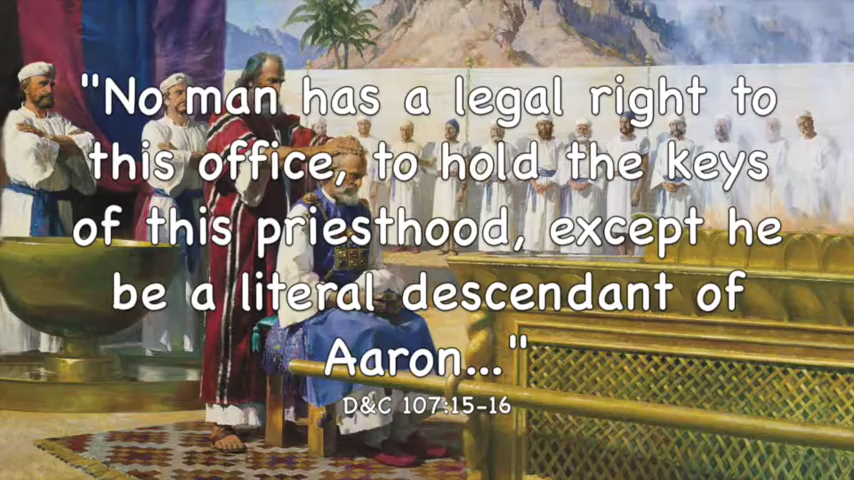 "No man has a legal right to
this office, to hold the keys
of this priesthood, except he
be a literal descendant of
Aaron..."
D&C 107:15-16